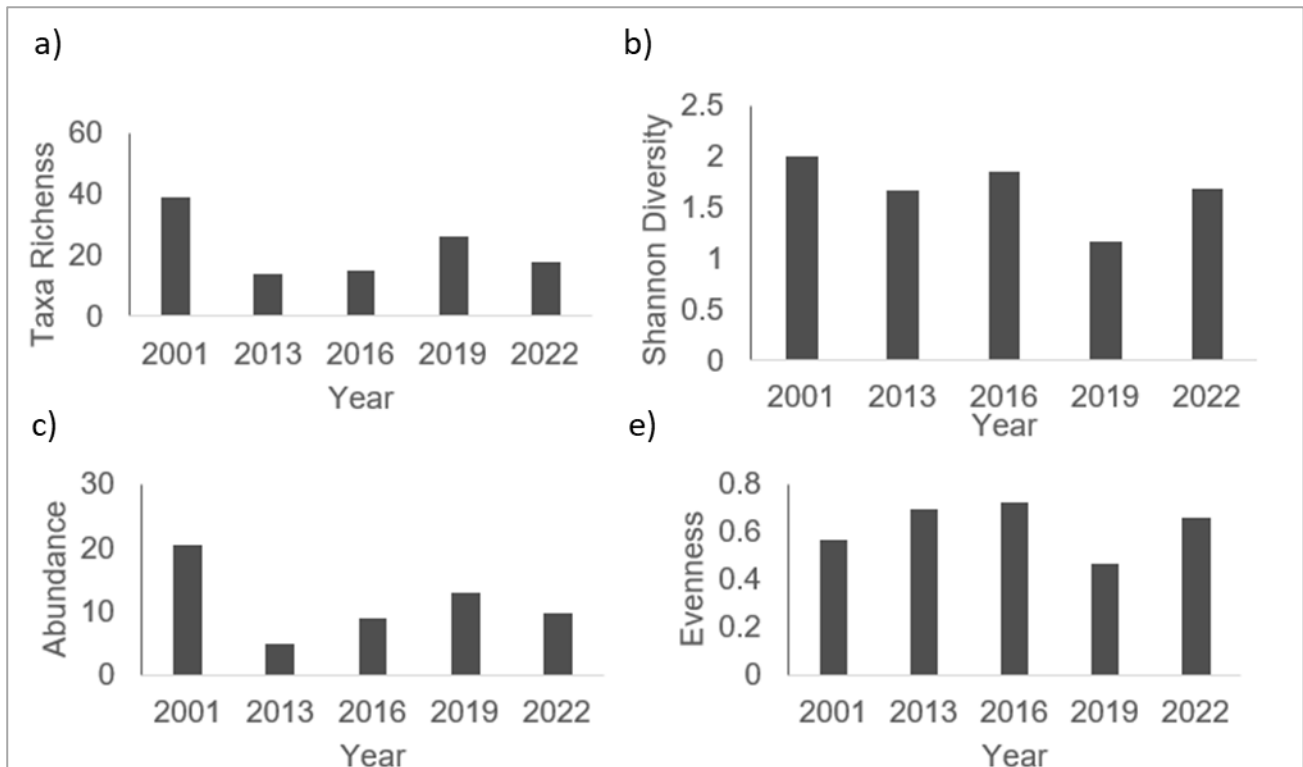 a)
Taxa Richenss
60
40
20
0
2001 2013 2016 2019 2022
Year
b)
Shannon Diversity
2.5
2
1.5
1
0.5
0
2001 2013 2016 2019 2022
Year
c)
Abundance
30
20
10
0
2001 2013 2016 2019 2022
Year
e)
Evenness
0.8
0.6
0.4
0.2
0
2001 2013 2016 2019 2022
Year